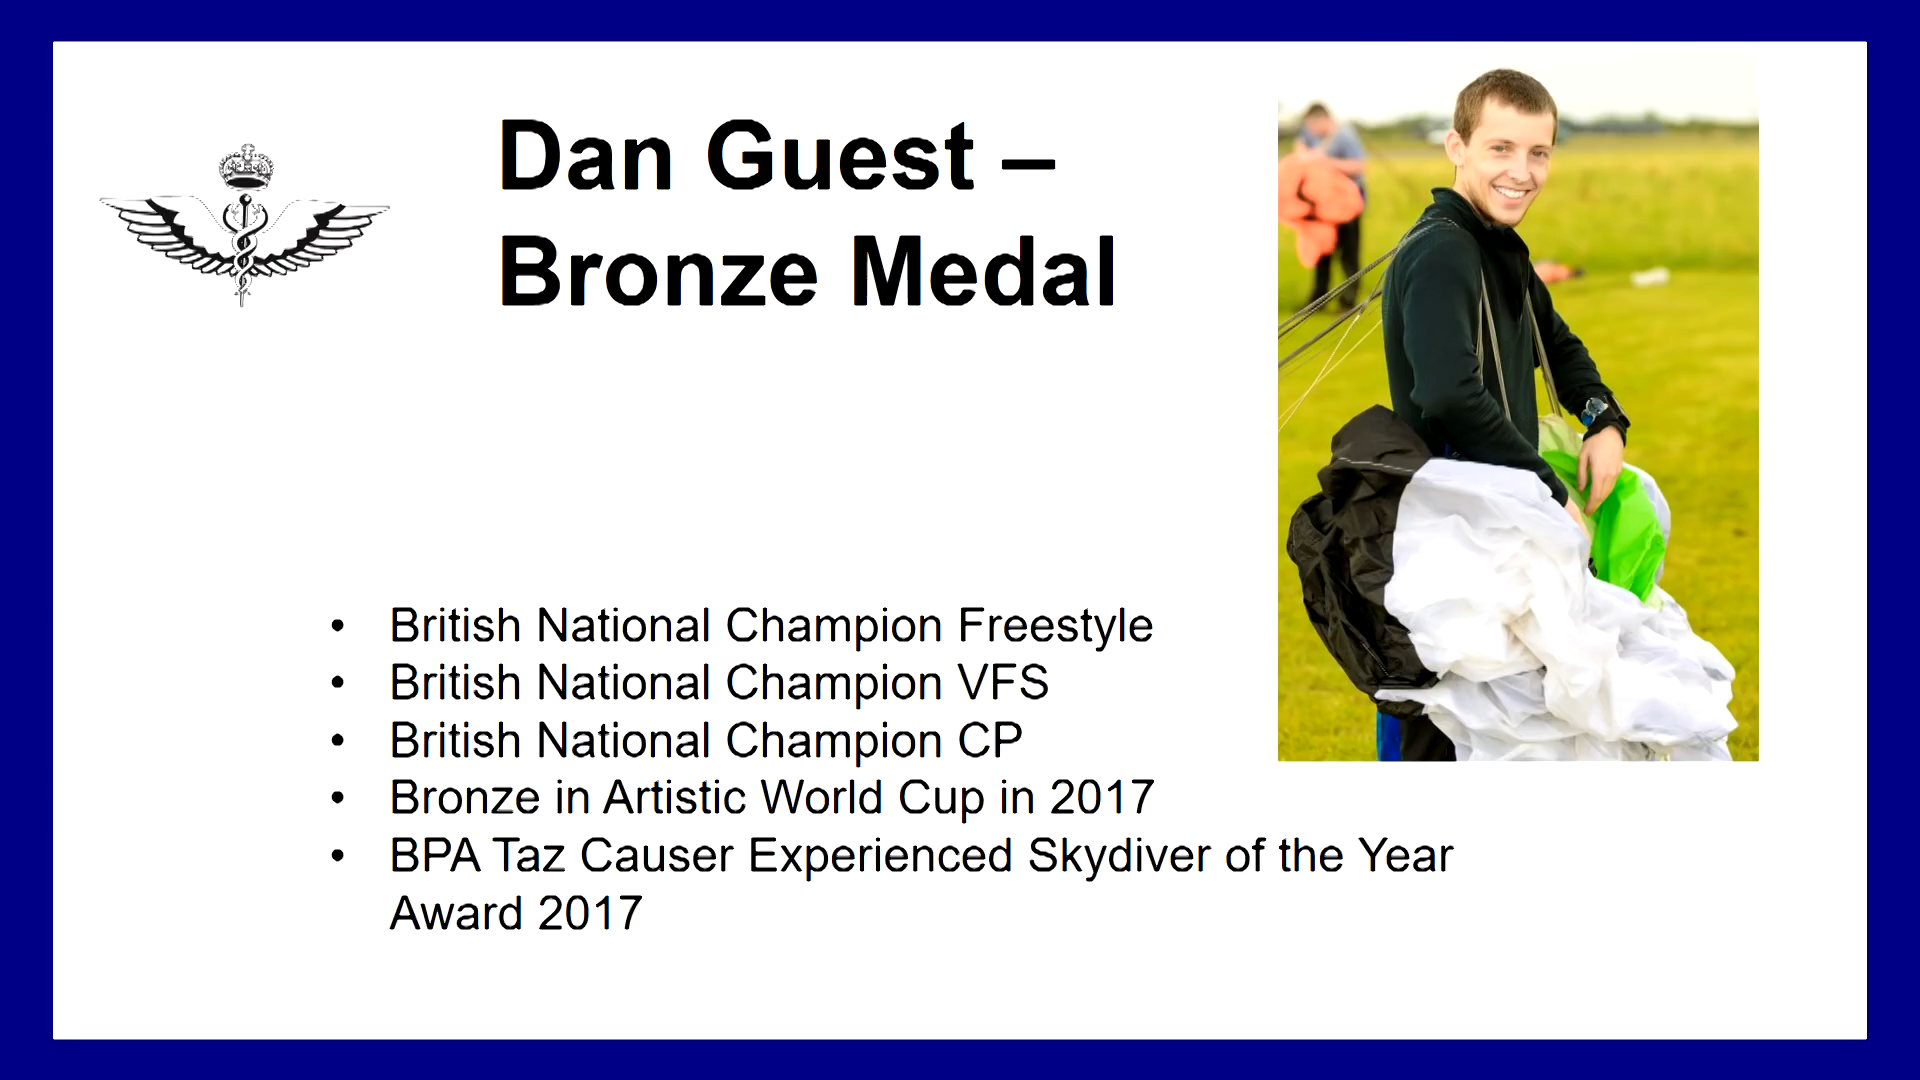 Dan Guest –
Bronze Medal
• British National Champion Freestyle
• British National Champion VFS
• British National Champion CP
• Bronze in Artistic World Cup in 2017
• BPA Taz Causer Experienced Skydiver of the Year
Award 2017